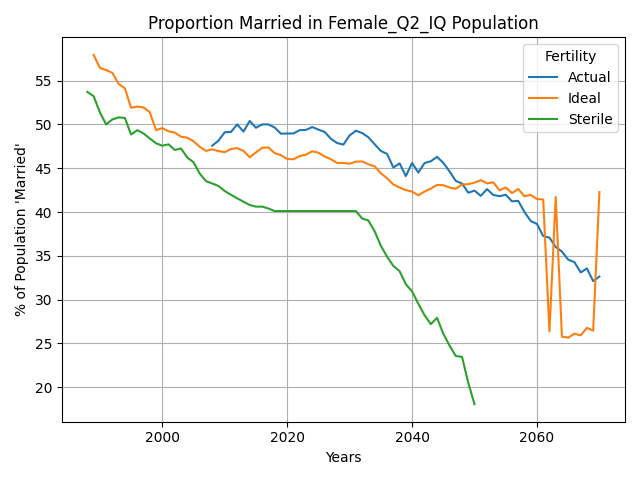 Proportion Married in Female_Q2_IQ Population
Fertility
Actual
Ideal
Sterile
% of Population 'Married'
55
50
45
40
35
30
25
20
2000
2020
2040
2060
Years